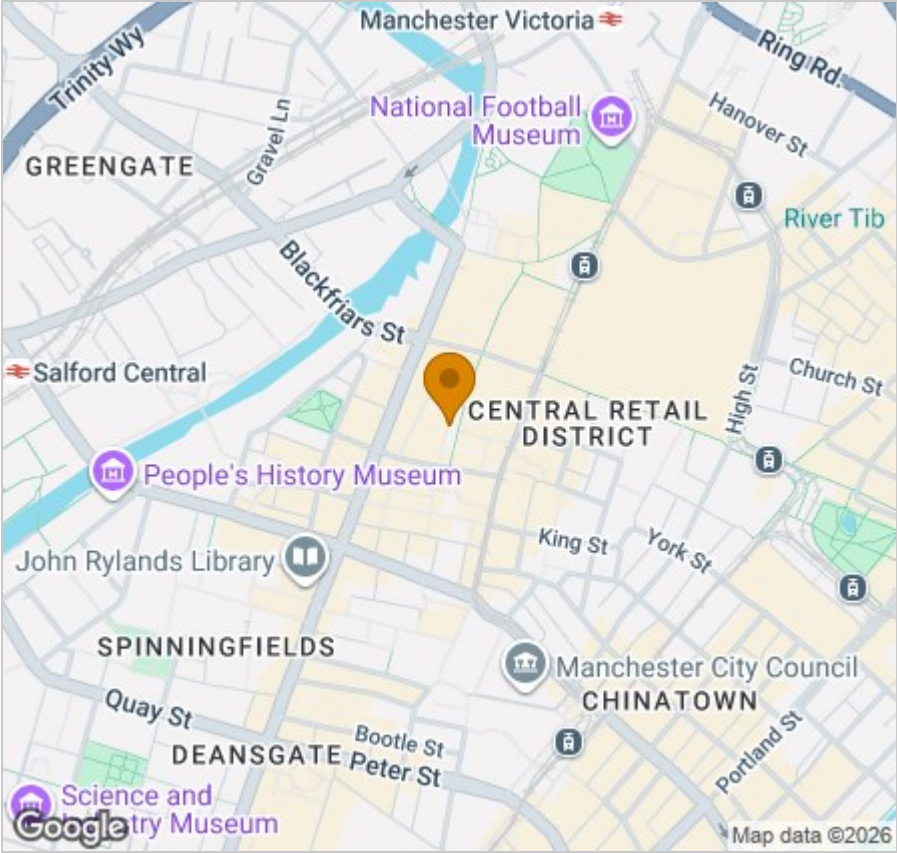 Manchester Victoria
Trinity Wy
Ring Rd.
National Football
Museum
Hanover St
Gravel Ln
GREENGATE
River Tib
Blackfriars St
Salford Central
Church St
High St
CENTRAL RETAIL
DISTRICT
People's History Museum
King St
York St
John Rylands Library
SPINNINGFIELDS
Manchester City Council
CHINATOWN
Quay St
Bootle St
Portland St
DEANSGATE
Peter St
Science and
stry Museum
Google
Map data ©2026